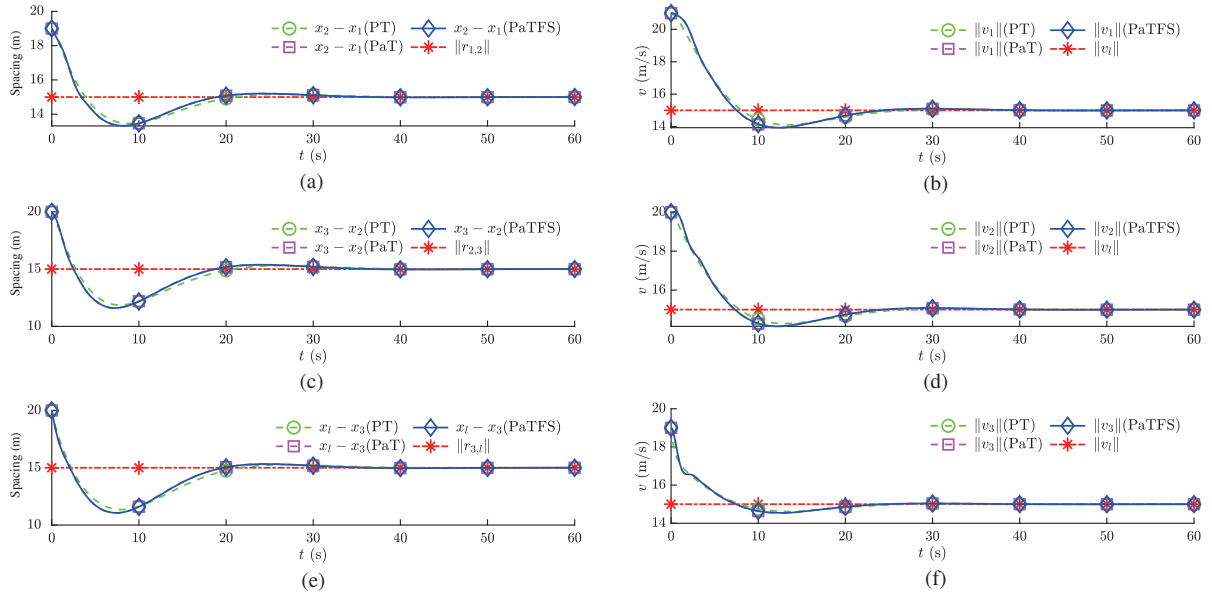 x₂ − x₁(PT) x₂ − x₁(PaTFS)
x₂ − x₁(PaT) ‖r₁,₂‖
Spacing (m)
20
18
16
14
0 10 20 30 40 50 60
t (s)
(a)
‖v₁‖(PT) ‖v₁‖(PaTFS)
‖v₁‖(PaT) ‖vₗ‖
v (m/s)
20
18
16
14
0 10 20 30 40 50 60
t (s)
(b)
x₃ − x₂(PT) x₃ − x₂(PaTFS)
x₃ − x₂(PaT) ‖r₂,₃‖
Spacing (m)
20
15
10
0 10 20 30 40 50 60
t (s)
(c)
‖v₂‖(PT) ‖v₂‖(PaTFS)
‖v₂‖(PaT) ‖vₗ‖
v (m/s)
20
18
16
0 10 20 30 40 50 60
t (s)
(d)
xₗ − x₃(PT) xₗ − x₃(PaTFS)
xₗ − x₃(PaT) ‖r₃,ₗ‖
Spacing (m)
20
15
10
0 10 20 30 40 50 60
t (s)
(e)
‖v₃‖(PT) ‖v₃‖(PaTFS)
‖v₃‖(PaT) ‖vₗ‖
v (m/s)
20
18
16
14
0 10 20 30 40 50 60
t (s)
(f)